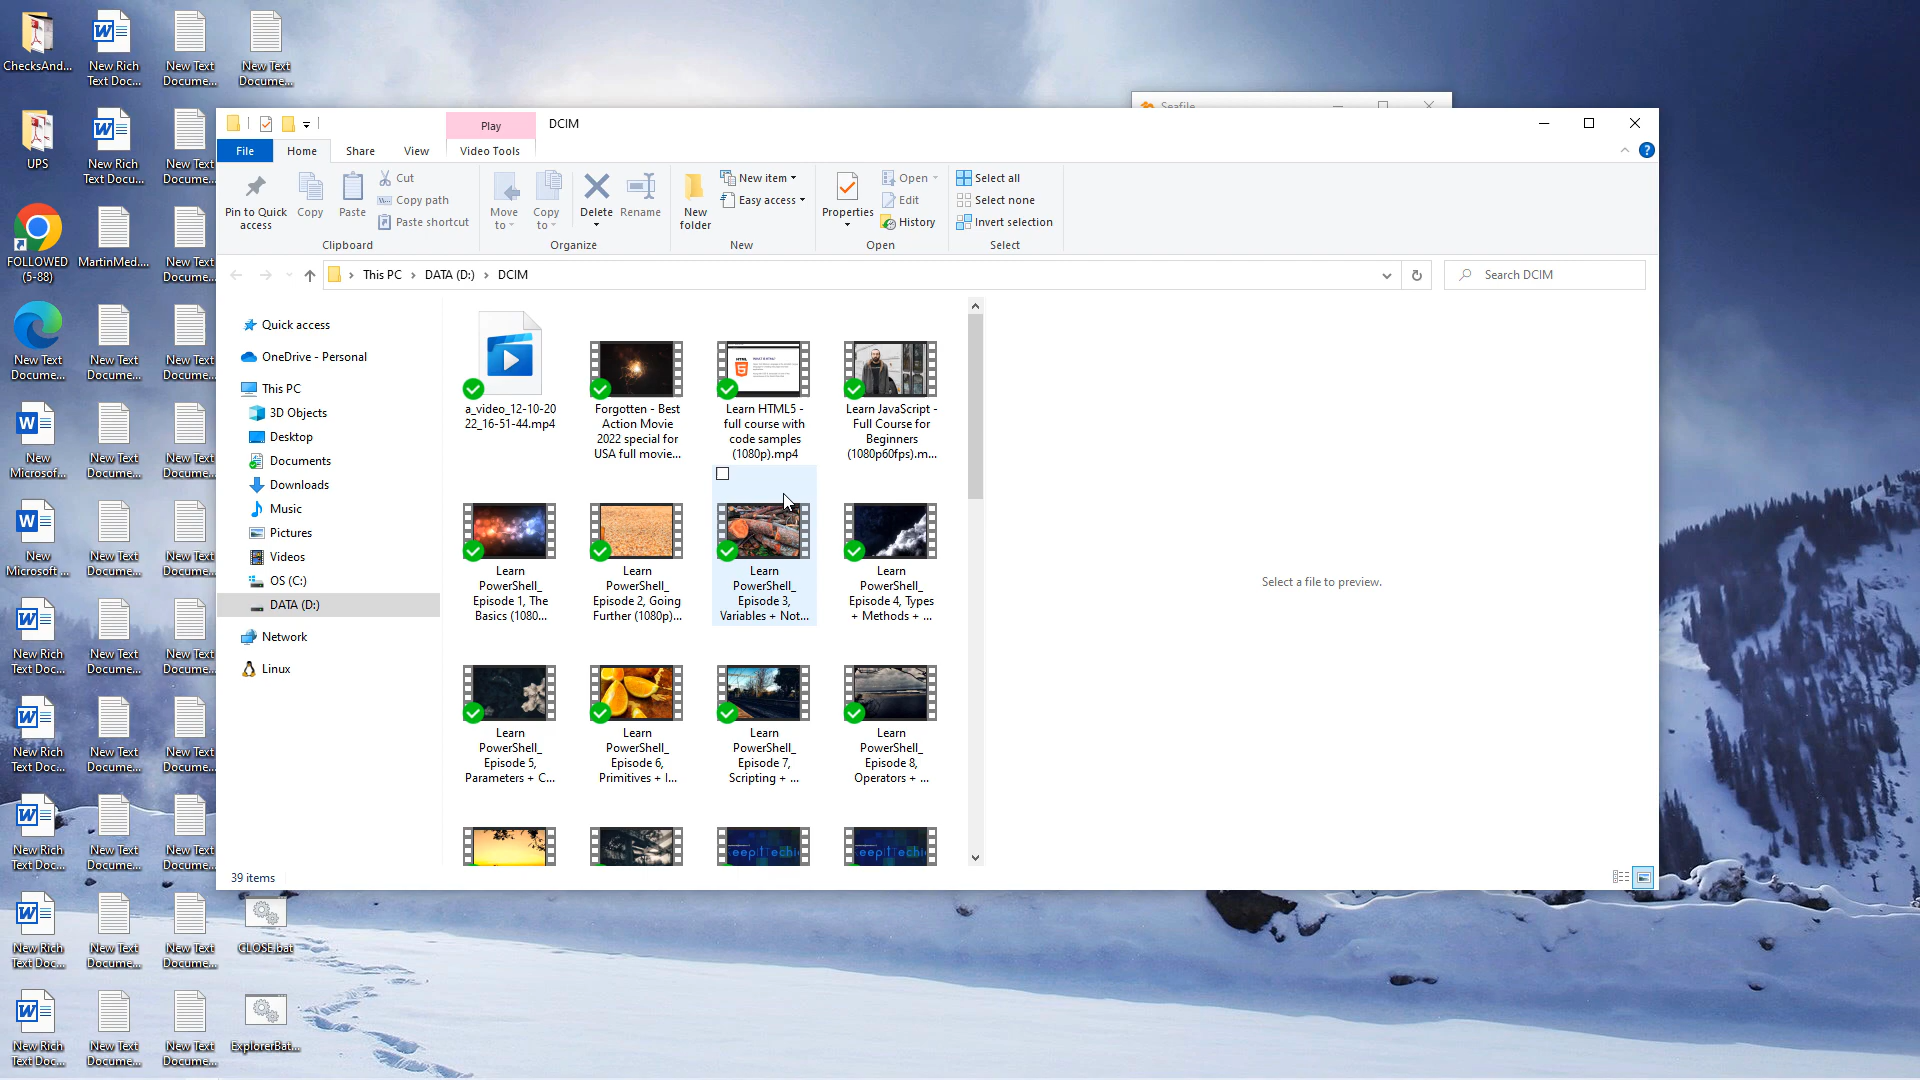 ChecksAnd...
New Rich
Text Doc...
New Text
Docume...
New Text
Docume...
UPS
New Rich
Text Docu...
New Text
Docume...
FOLLOWED
(5-88)
MartinMed....
New Text
Docume...
New Text
Docume...
New Text
Docume...
New Text
Docume...
New
Microsof...
New Text
Docume...
New Text
Docume...
New
Microsoft ...
New Text
Docume...
New Text
Docume...
New Rich
Text Doc...
New Text
Docume...
New Text
Docume...
New Rich
Text Doc...
New Text
Docume...
New Text
Docume...
New Rich
Text Doc...
New Text
Docume...
New Text
Docume...
New Rich
Text Doc...
New Text
Docume...
New Text
Docume...
CLOSE.bat
New Rich
Text Doc...
New Text
Docume...
New Text
Docume...
ExplorerBat...
Seafile
Play
DCIM
File
Home
Share
View
Video Tools
Pin to Quick
access
Copy
Paste
Cut
Copy path
Paste shortcut
Clipboard
Move
to
Copy
to
Delete
Rename
Organize
New
folder
New item
Easy access
New
Properties
Open
Edit
History
Open
Select all
Select none
Invert selection
Select
This PC > DATA (D:) > DCIM
Search DCIM
Quick access
OneDrive - Personal
This PC
3D Objects
Desktop
Documents
Downloads
Music
Pictures
Videos
OS (C:)
DATA (D:)
Network
Linux
a_video_12-10-20
22_16-51-44.mp4
Forgotten - Best
Action Movie
2022 special for
USA full movie...
Learn HTML5 -
full course with
code samples
(1080p).mp4
Learn JavaScript -
Full Course for
Beginners
(1080p60fps).m...
Learn
PowerShell_
Episode 1, The
Basics (1080...
Learn
PowerShell_
Episode 2, Going
Further (1080p)...
Learn
PowerShell_
Episode 3,
Variables + Not...
Learn
PowerShell_
Episode 4, Types
+ Methods + ...
Learn
PowerShell_
Episode 5,
Parameters + C...
Learn
PowerShell_
Episode 6,
Primitives + I...
Learn
PowerShell_
Episode 7,
Scripting + ...
Learn
PowerShell_
Episode 8,
Operators + ...
Select a file to preview.
39 items